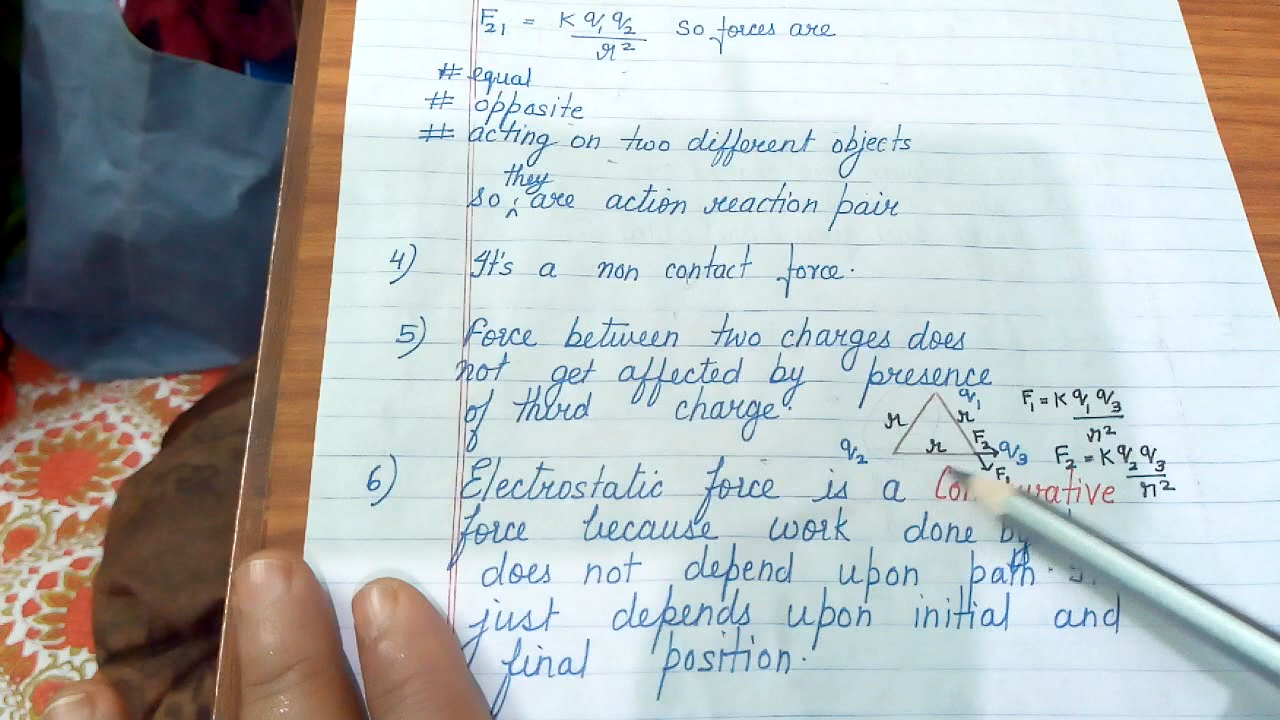 F21 = K q1 q2 / r² so forces are
# equal
# opposite
# acting on two different objects
so they are action reaction pair
4) It's a non contact force.
5) Force between two charges does
not get affected by presence
of third charge.
q1 F1 = K q1 q3 / r²
r r
q2 r F2 q3 F2 = K q2 q3 / r²
F1
6) Electrostatic force is a
force because work done by
does not depend upon path.
just depends upon initial and
final position.